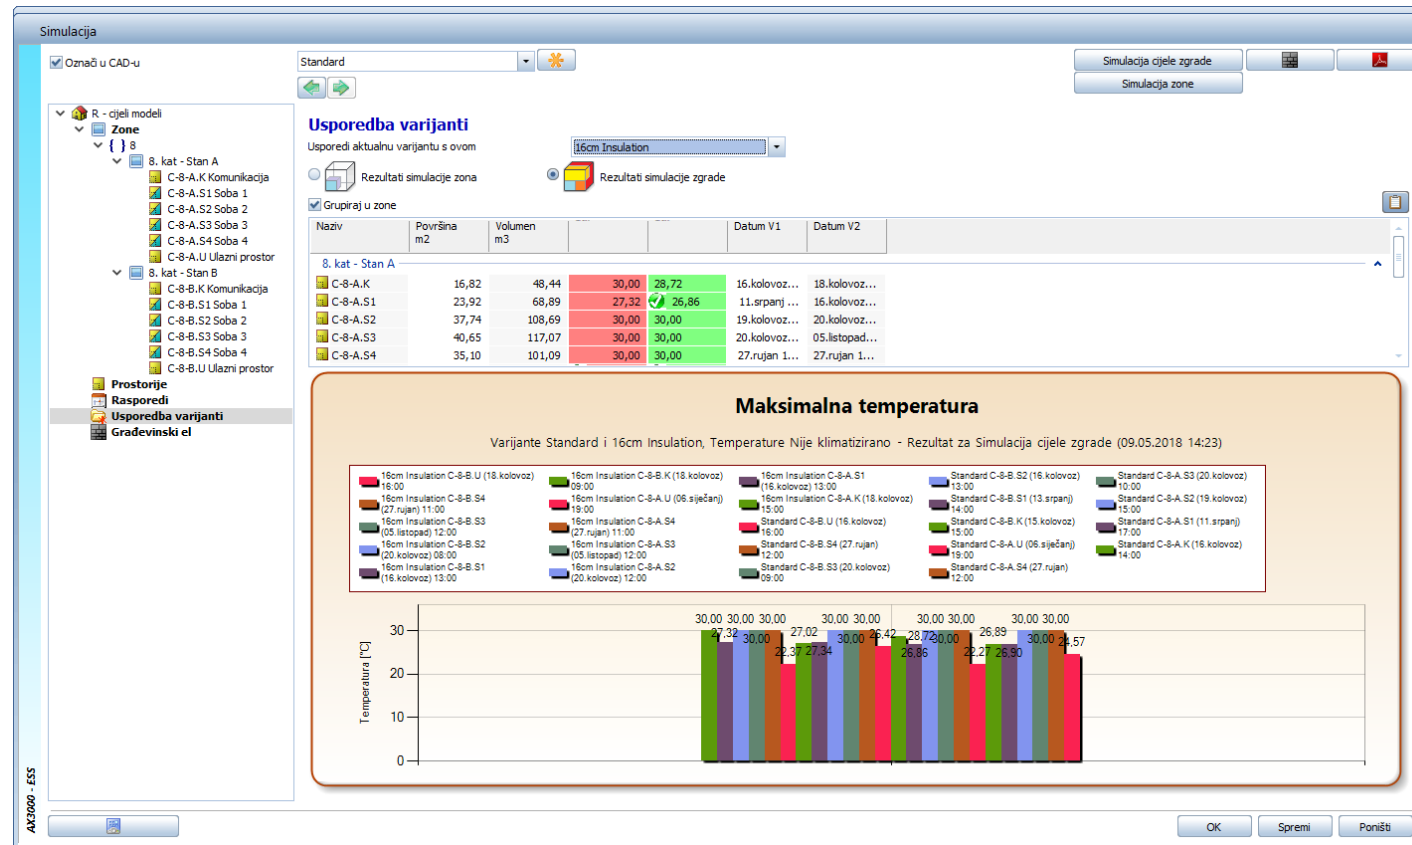 Simulacija
Označi u CAD-u
Standard
Simulacija cijele zgrade
Simulacija zone
R - cijeli modeli
Zone
{ } 8
8. kat - Stan A
C-8-A.K Komunikacija
C-8-A.S1 Soba 1
C-8-A.S2 Soba 2
C-8-A.S3 Soba 3
C-8-A.S4 Soba 4
C-8-A.U Ulazni prostor
8. kat - Stan B
C-8-B.K Komunikacija
C-8-B.S1 Soba 1
C-8-B.S2 Soba 2
C-8-B.S3 Soba 3
C-8-B.S4 Soba 4
C-8-B.U Ulazni prostor
Prostorije
Rasporedi
Usporedba varijanti
Građevinski el
Usporedba varijanti
Usporedi aktualnu varijantu s ovom
16cm Insulation
Rezultati simulacije zona
Rezultati simulacije zgrade
Grupiraj u zone
Naziv Površina m2 Volumen m3 Datum V1 Datum V2
8. kat - Stan A
C-8-A.K 16,82 48,44 30,00 28,72 16.kolovoz... 18.kolovoz...
C-8-A.S1 23,92 68,89 27,32 26,86 11.srpanj ... 16.kolovoz...
C-8-A.S2 37,74 108,69 30,00 30,00 19.kolovoz... 20.kolovoz...
C-8-A.S3 40,65 117,07 30,00 30,00 20.kolovoz... 05.listopad...
C-8-A.S4 35,10 101,09 30,00 30,00 27.rujan 1... 27.rujan 1...
Maksimalna temperatura
Varijante Standard i 16cm Insulation, Temperature Nije klimatizirano - Rezultat za Simulacija cijele zgrade (09.05.2018 14:23)
16cm Insulation C-8-B.U (18.kolovoz)
16:00
16cm Insulation C-8-B.S4
(27.rujan) 11:00
16cm Insulation C-8-B.S3
(05.listopad) 12:00
16cm Insulation C-8-B.S2
(20.kolovoz) 08:00
16cm Insulation C-8-B.S1
(16.kolovoz) 13:00
16cm Insulation C-8-B.K (18.kolovoz)
09:00
16cm Insulation C-8-A.U (06.siječanj)
19:00
16cm Insulation C-8-A.S4
(27.rujan) 11:00
16cm Insulation C-8-A.S3
(05.listopad) 12:00
16cm Insulation C-8-A.S2
(20.kolovoz) 12:00
16cm Insulation C-8-A.S1
(16.kolovoz) 13:00
16cm Insulation C-8-A.K (18.kolovoz)
15:00
Standard C-8-B.U (16.kolovoz)
16:00
Standard C-8-B.S4 (27.rujan)
12:00
Standard C-8-B.S3 (20.kolovoz)
09:00
Standard C-8-B.S2 (16.kolovoz)
13:00
Standard C-8-B.S1 (13.srpanj)
14:00
Standard C-8-B.K (15.kolovoz)
15:00
Standard C-8-A.U (06.siječanj)
19:00
Standard C-8-A.S4 (27.rujan)
12:00
Standard C-8-A.S3 (20.kolovoz)
10:00
Standard C-8-A.S2 (19.kolovoz)
15:00
Standard C-8-A.S1 (11.srpanj)
17:00
Standard C-8-A.K (16.kolovoz)
14:00
Temperatura [°C]
30
20
10
0
30,00 27,32 30,00 30,00 30,00 22,37 27,02 27,34 30,00 30,00 30,00 26,42 28,72 26,86 30,00 30,00 30,00 22,27 26,89 26,90 30,00 30,00 30,00 24,57
AX3000 - ESS
OK
Spremi
Poništi